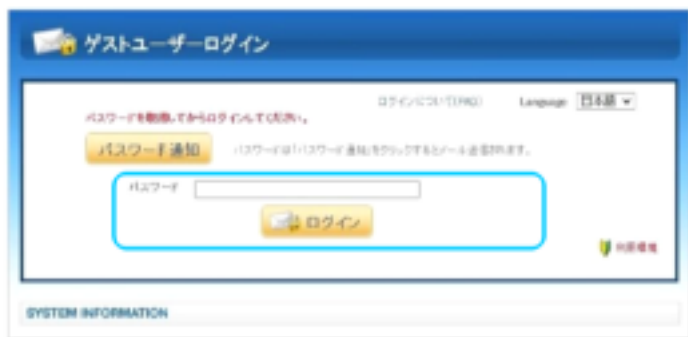 ゲストユーザーログイン
ログインについて(FAQ) Language 日本語
パスワードを取得してからログインしてください。
パスワード通知 パスワードは「パスワード通知」をクリックするとメール送信されます。
パスワード
ログイン
利用環境
SYSTEM INFORMATION